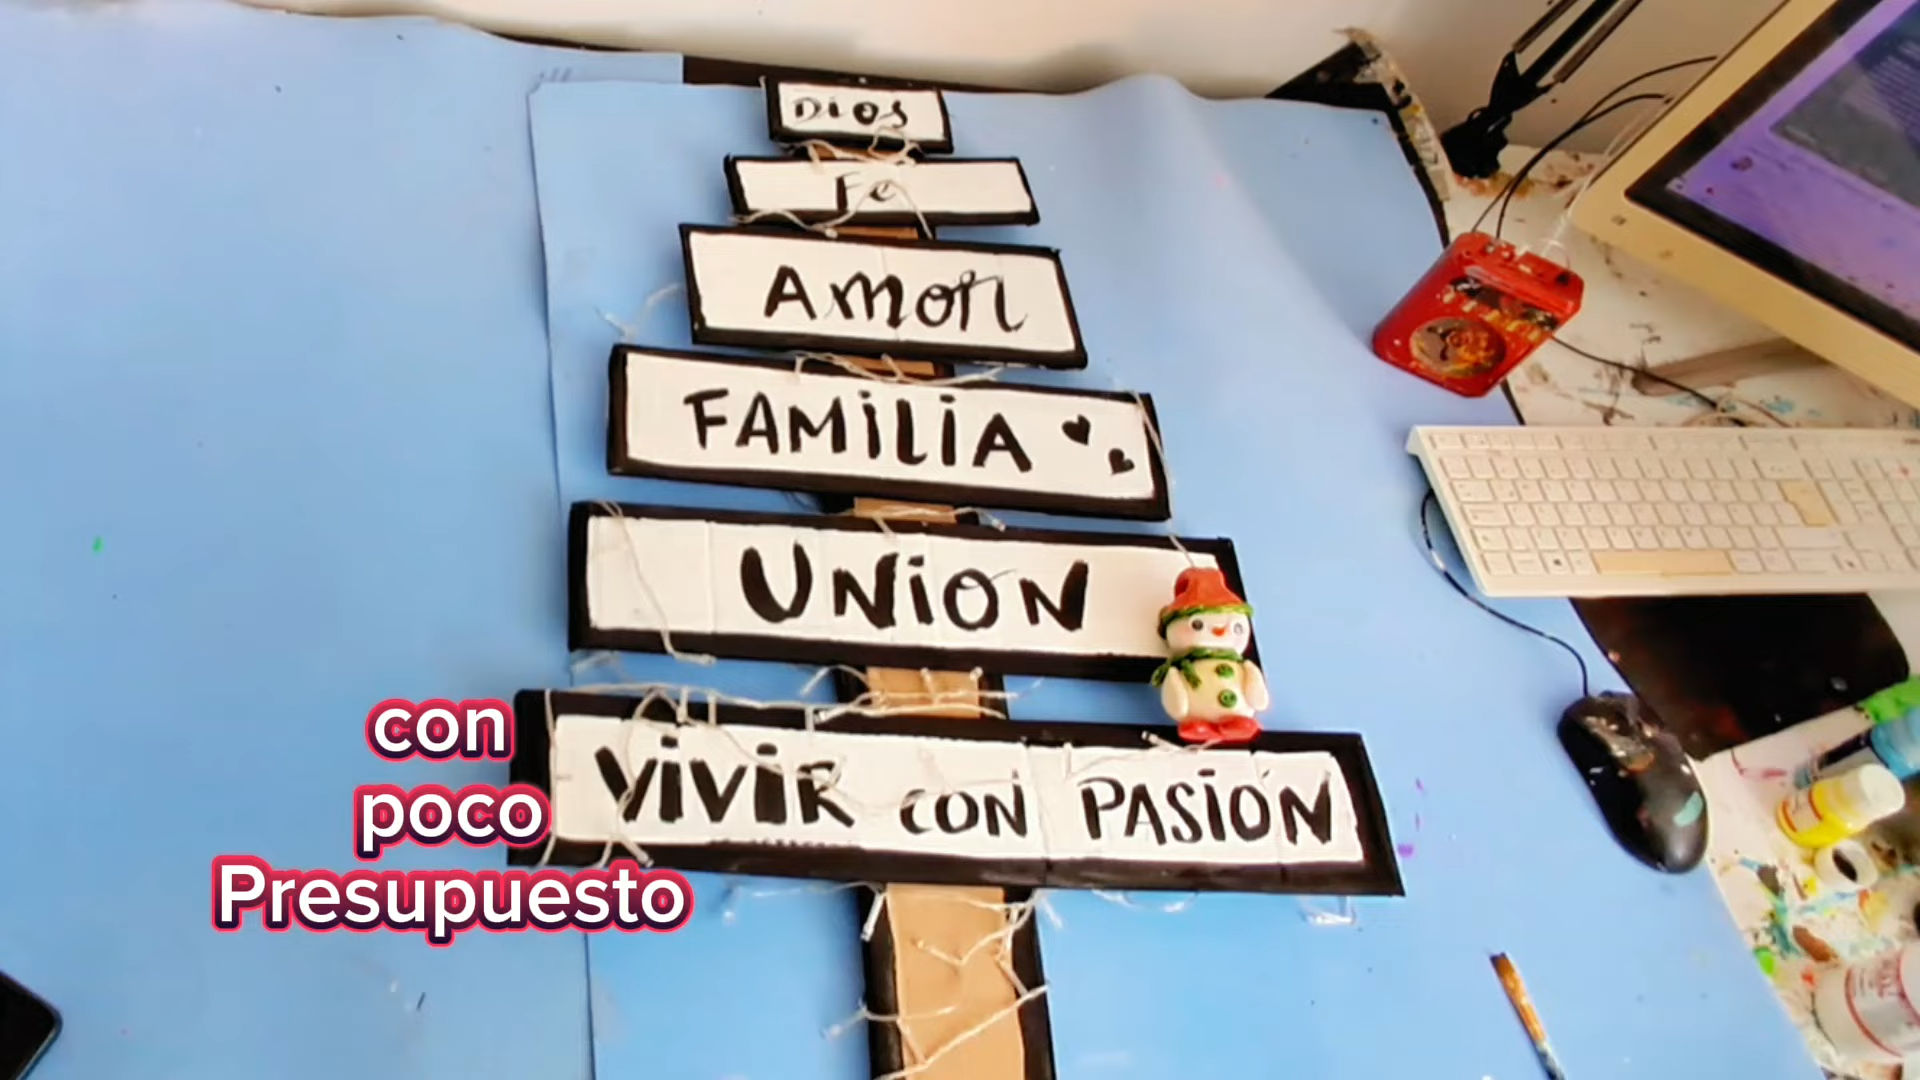 Dios
Fe
Amor
FAMiLiA
UNiON
ViViR CON PASiÓN
con
poco
Presupuesto